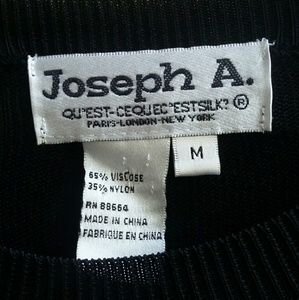 Joseph A.
QU'EST-CEQUEC'ESTSILK? ®
PARIS-LONDON-NEW YORK
M
65% VISCOSE
35% NYLON
RN 88664
MADE IN CHINA
FABRIQUE EN CHINA